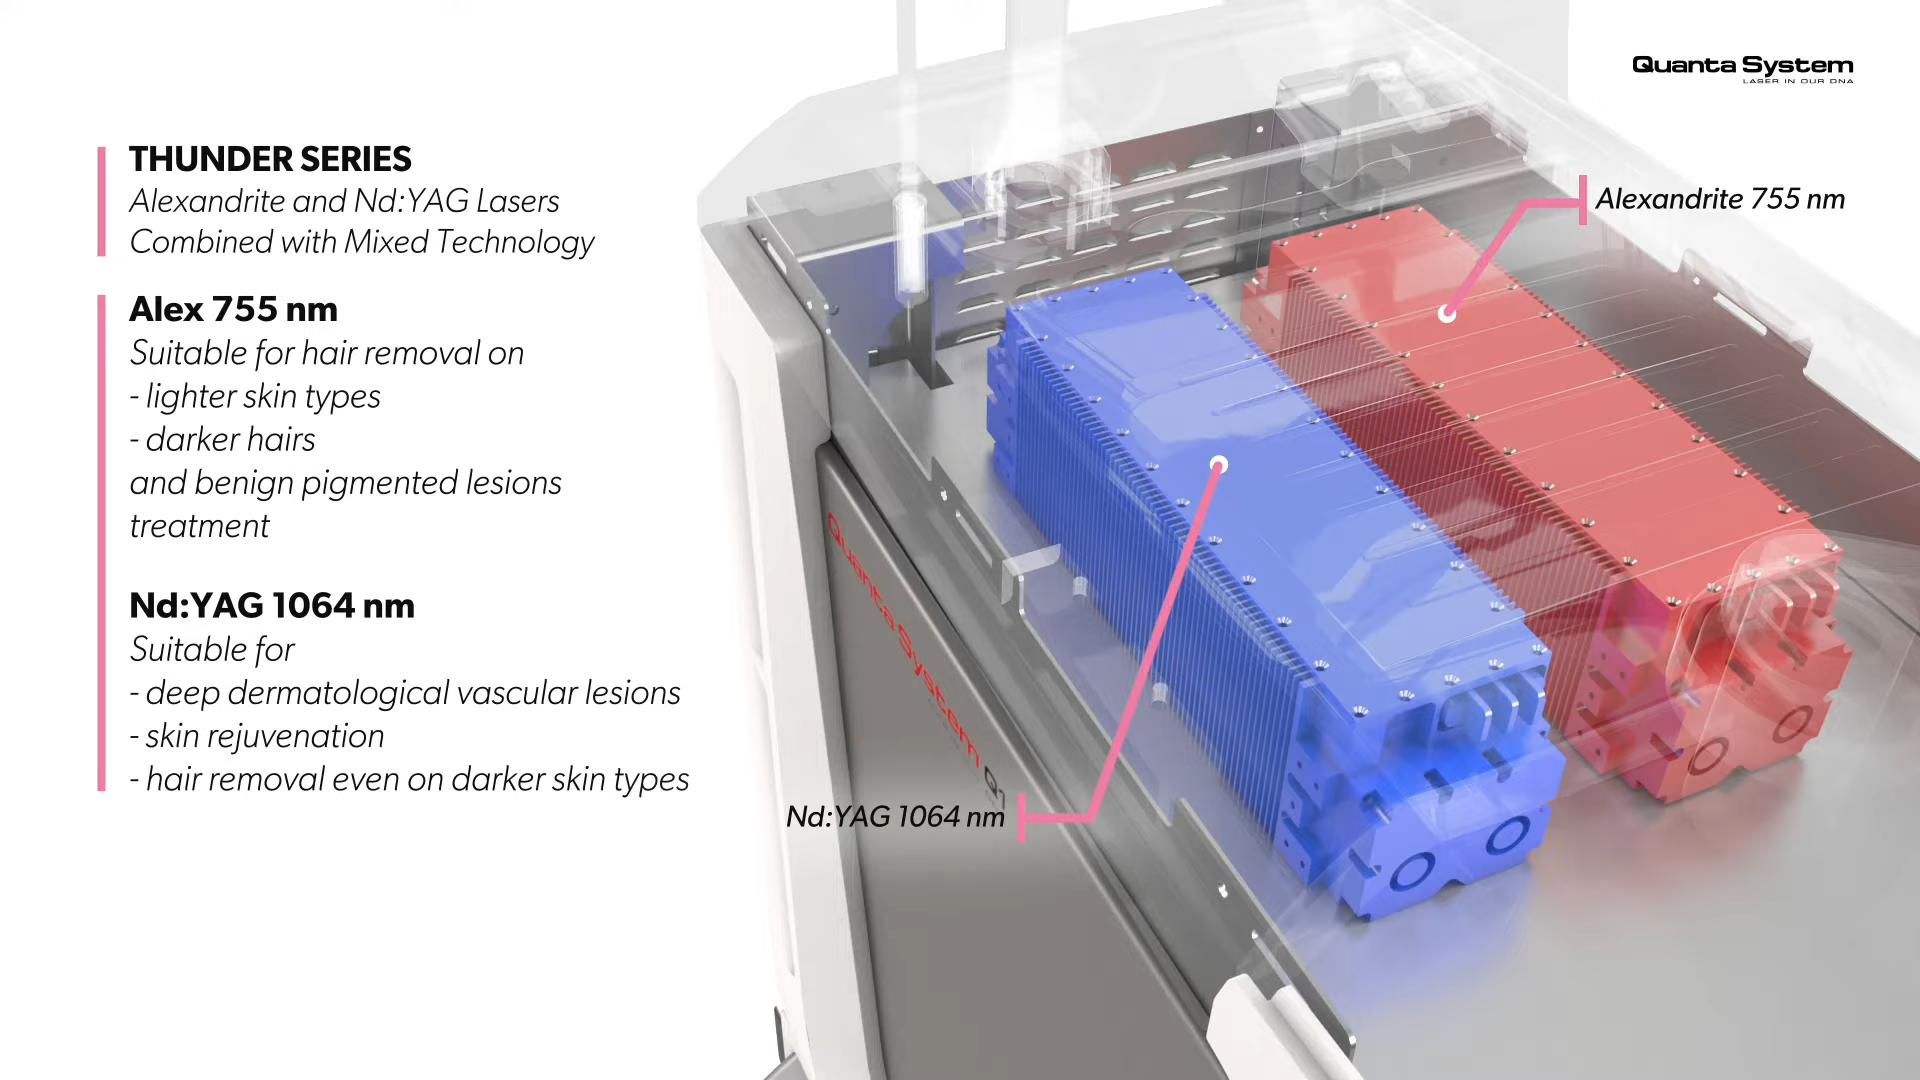 Quanta System
LASER IN OUR DNA
THUNDER SERIES
Alexandrite and Nd:YAG Lasers
Combined with Mixed Technology
Alex 755 nm
Suitable for hair removal on
- lighter skin types
- darker hairs
and benign pigmented lesions
treatment
Nd:YAG 1064 nm
Suitable for
- deep dermatological vascular lesions
- skin rejuvenation
- hair removal even on darker skin types
Alexandrite 755 nm
Nd:YAG 1064 nm
Quanta System